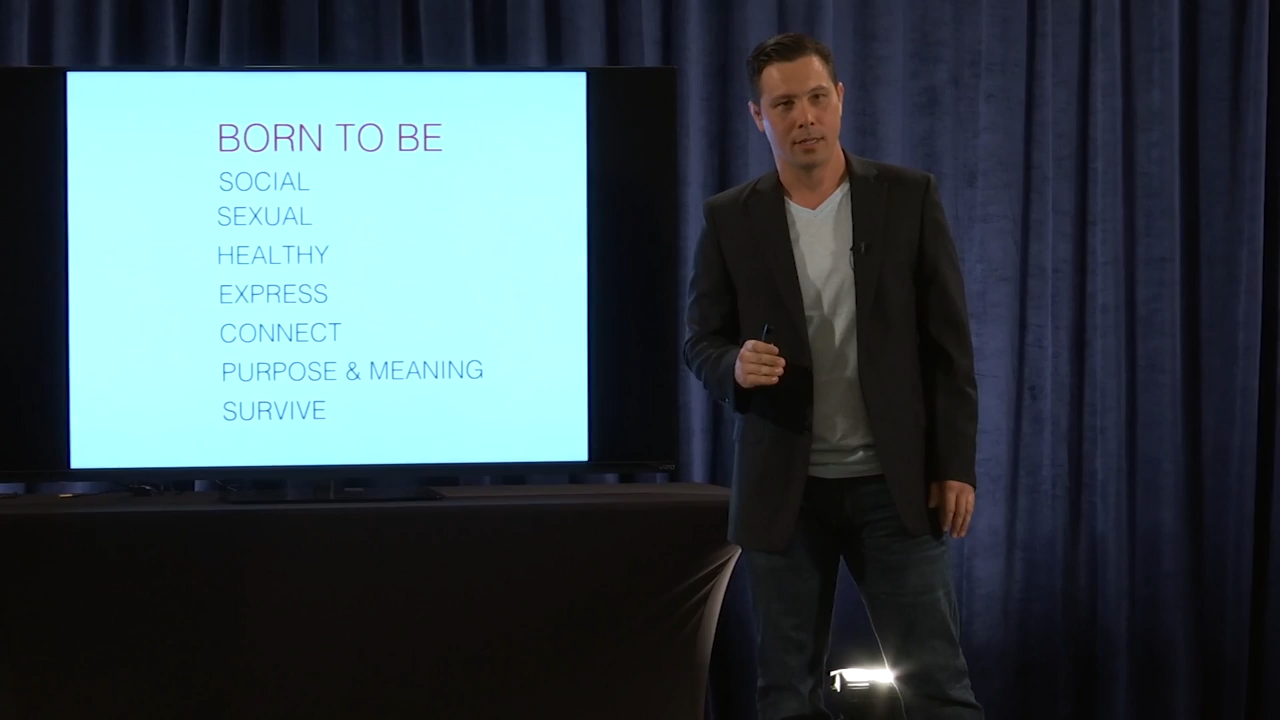 BORN TO BE
SOCIAL
SEXUAL
HEALTHY
EXPRESS
CONNECT
PURPOSE & MEANING
SURVIVE